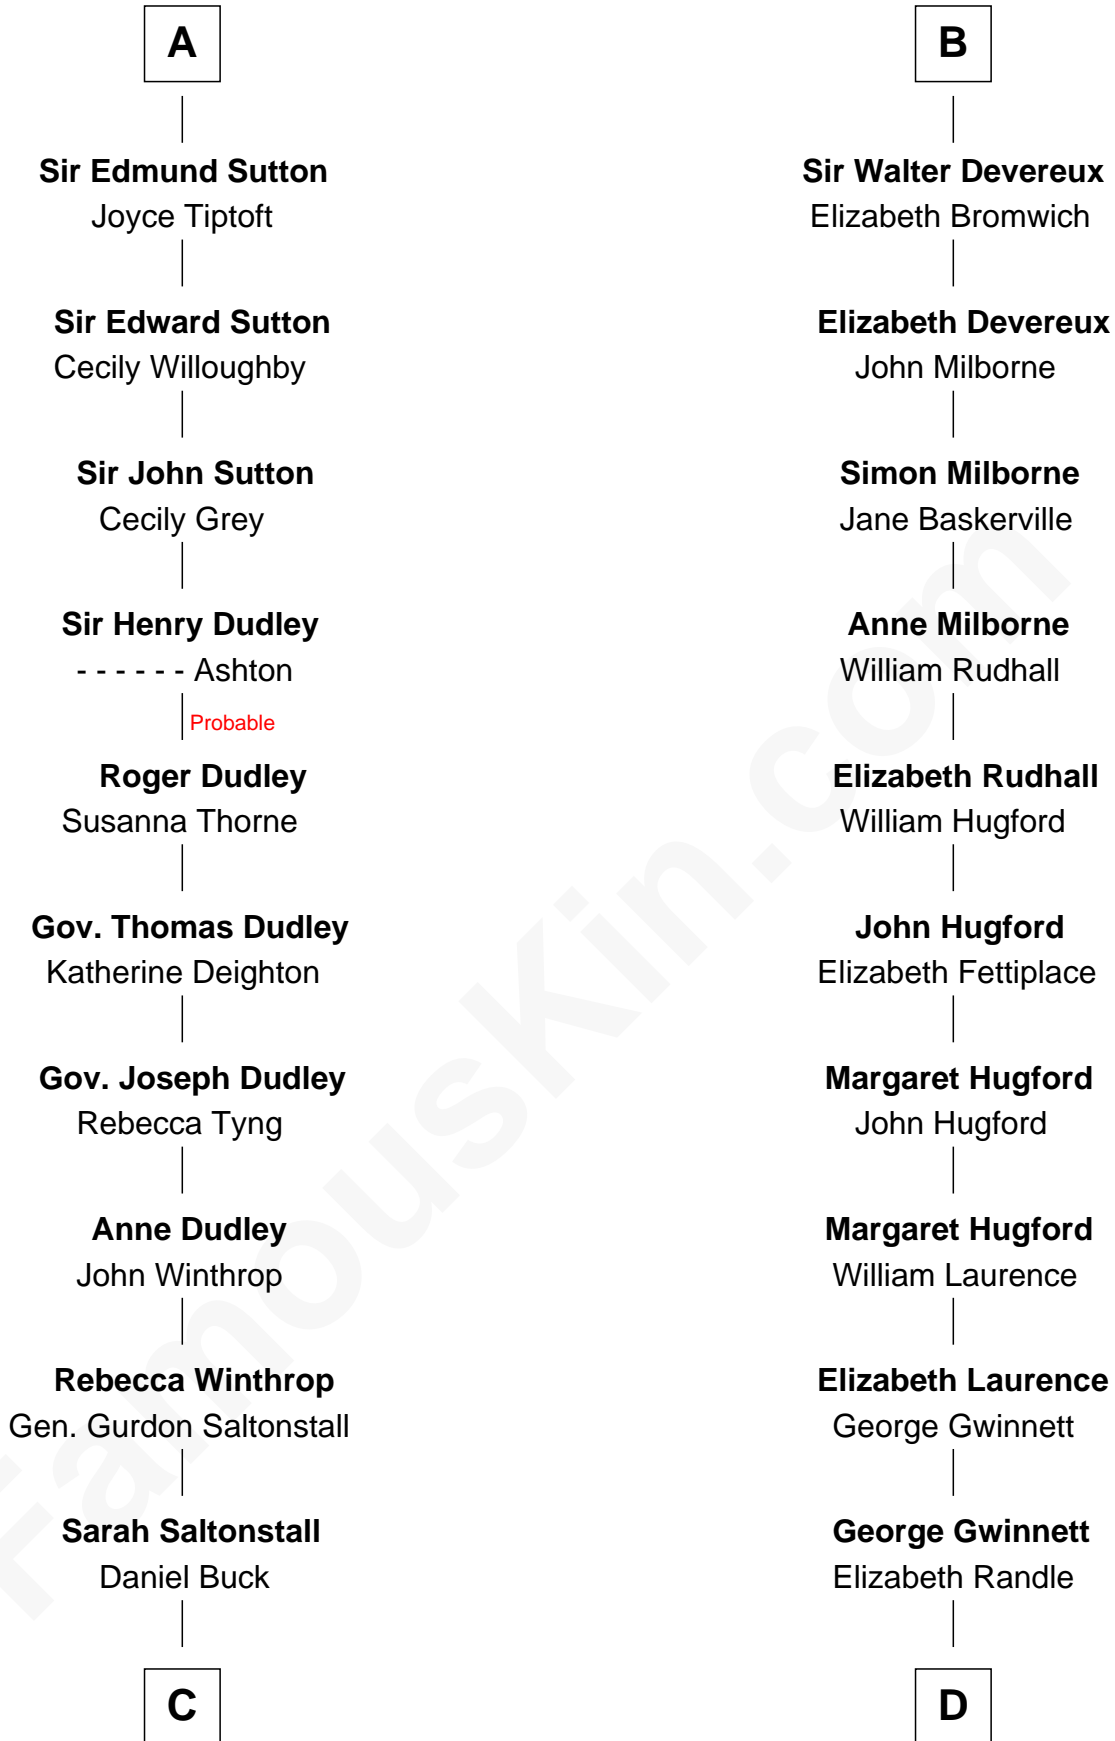 A
Sir Edmund Sutton
Joyce Tiptoft
Sir Edward Sutton
Cecily Willoughby
Sir John Sutton
Cecily Grey
Sir Henry Dudley
- - - - - - Ashton
Probable
Roger Dudley
Susanna Thorne
Gov. Thomas Dudley
Katherine Deighton
Gov. Joseph Dudley
Rebecca Tyng
Anne Dudley
John Winthrop
Rebecca Winthrop
Gen. Gurdon Saltonstall
Sarah Saltonstall
Daniel Buck
C
B
Sir Walter Devereux
Elizabeth Bromwich
Elizabeth Devereux
John Milborne
Simon Milborne
Jane Baskerville
Anne Milborne
William Rudhall
Elizabeth Rudhall
William Hugford
John Hugford
Elizabeth Fettiplace
Margaret Hugford
John Hugford
Margaret Hugford
William Laurence
Elizabeth Laurence
George Gwinnett
George Gwinnett
Elizabeth Randle
D
FamousKin.com